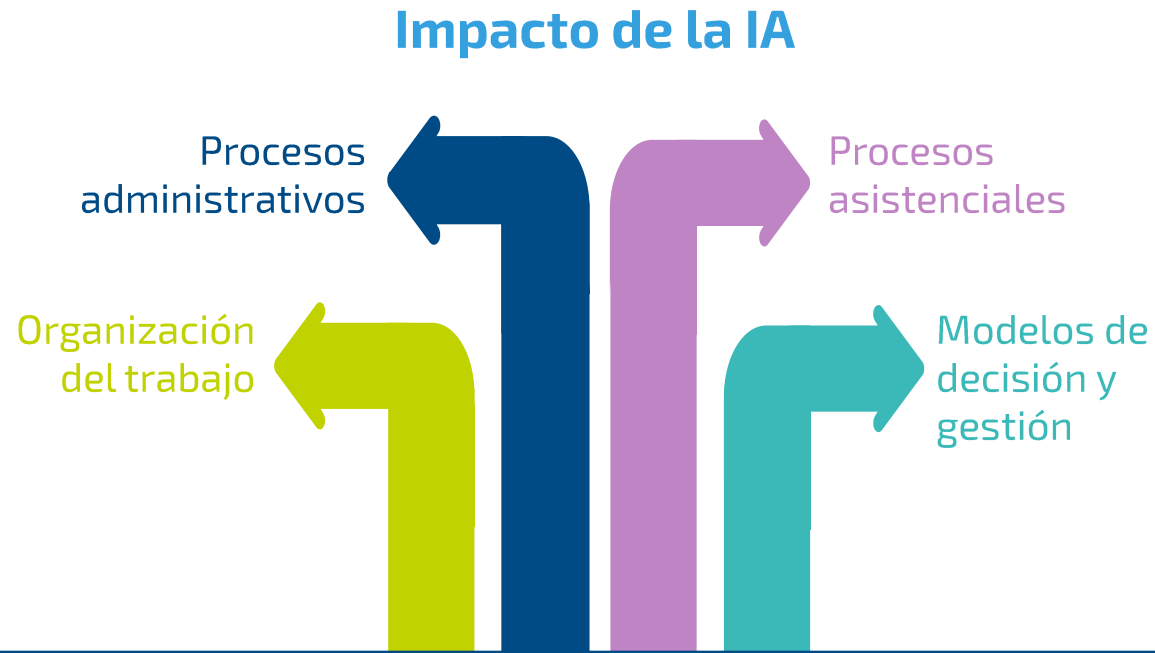 Impacto de la IA
Procesos
administrativos
Procesos
asistenciales
Organización
del trabajo
Modelos de
decisión y
gestión